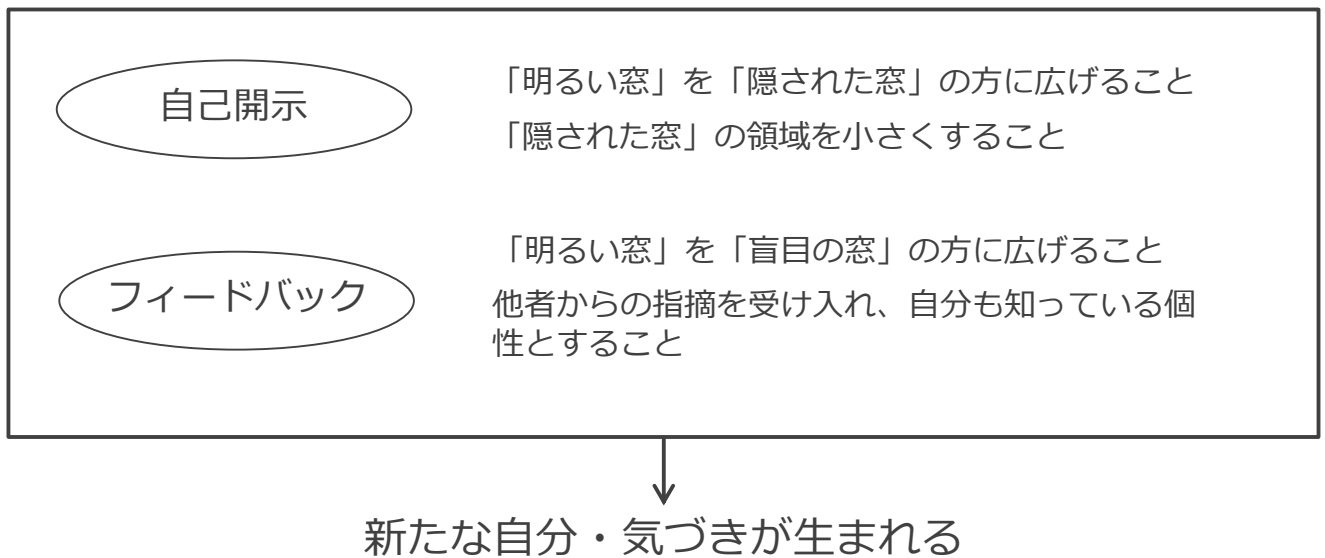 自己開示
「明るい窓」を「隠された窓」の方に広げること
「隠された窓」の領域を小さくすること
フィードバック
「明るい窓」を「盲目の窓」の方に広げること
他者からの指摘を受け入れ、自分も知っている個
性とすること
新たな自分・気づきが生まれる